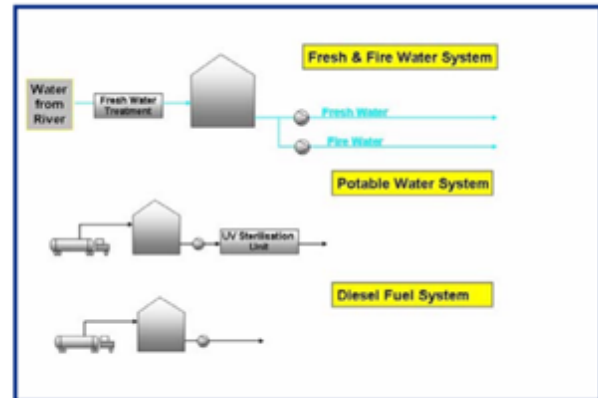 Fresh & Fire Water System
Water
from
River
Fresh Water
Treatment
Fresh Water
Fire Water
Potable Water System
UV Sterilisation
Unit
Diesel Fuel System